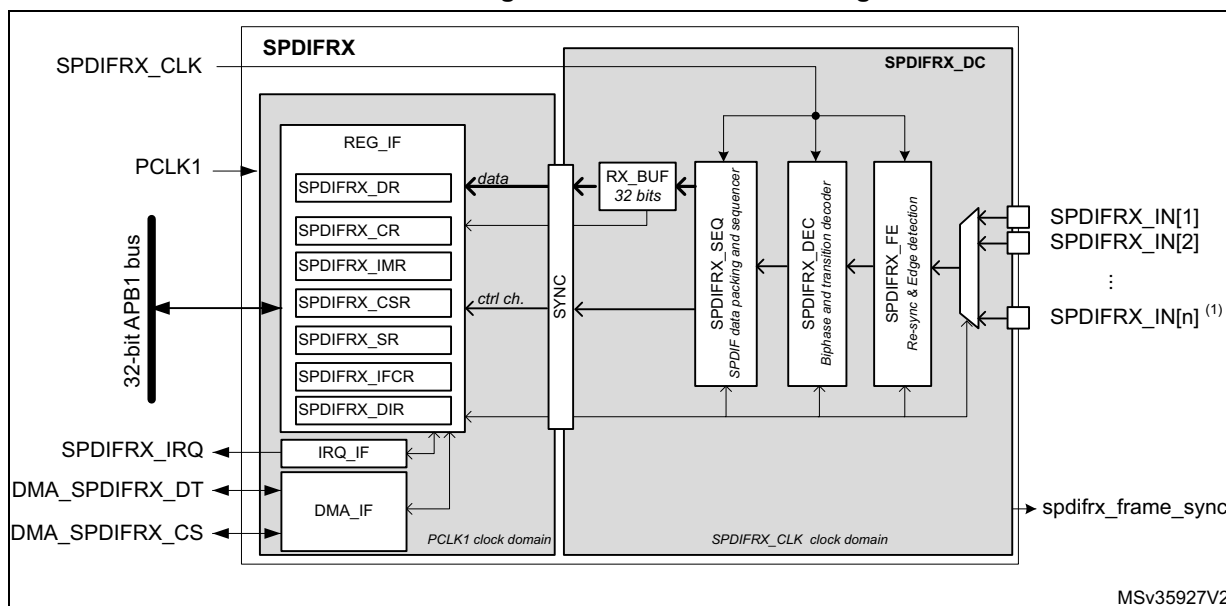 SPDIFRX
SPDIFRX_CLK
SPDIFRX_DC
PCLK1
REG_IF
SPDIFRX_DR
SPDIFRX_CR
SPDIFRX_IMR
SPDIFRX_CSR
SPDIFRX_SR
SPDIFRX_IFCR
SPDIFRX_DIR
data
ctrl ch.
SYNC
RX_BUF
32 bits
SPDIFRX_SEQ
SPDIF data packing and sequencer
SPDIFRX_DEC
Biphase and transition decoder
SPDIFRX_FE
Re-sync & Edge detection
SPDIFRX_IN[1]
SPDIFRX_IN[2]
...
SPDIFRX_IN[n] (1)
32-bit APB1 bus
SPDIFRX_IRQ
IRQ_IF
DMA_SPDIFRX_DT
DMA_IF
DMA_SPDIFRX_CS
PCLK1 clock domain
SPDIFRX_CLK clock domain
spdifrx_frame_sync
MSv35927V2